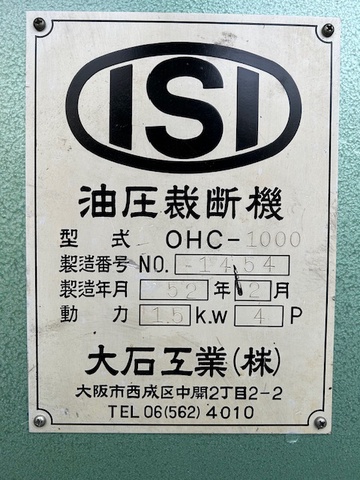 ISI
油圧裁断機
型 式 OHC-1000
製造番号 NO. -1454
製造年月 52 年 2 月
動 力 1.5 k.w 4 P
大石工業(株)
大阪市西成区中開2丁目2-2
TEL 06(562) 4010